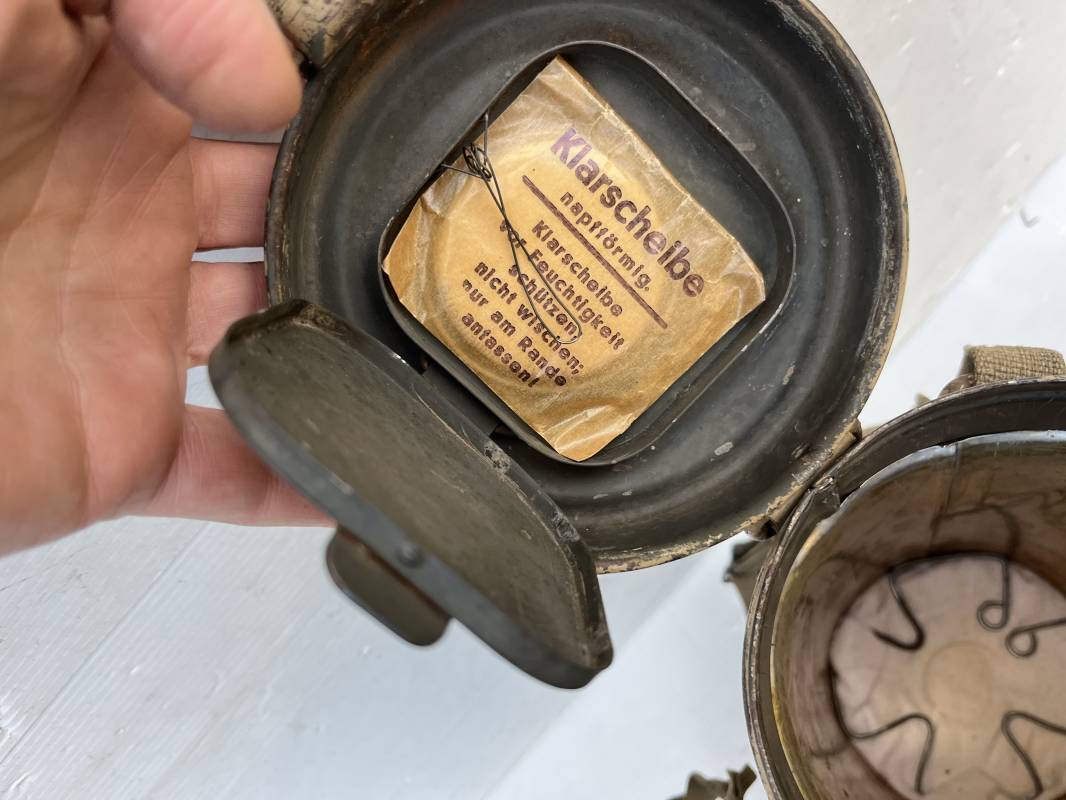 Klarscheibe
napfförmig.
Klarscheibe
vor Feuchtigkeit
schützen,
nicht wischen;
nur am Rande
anfassen!